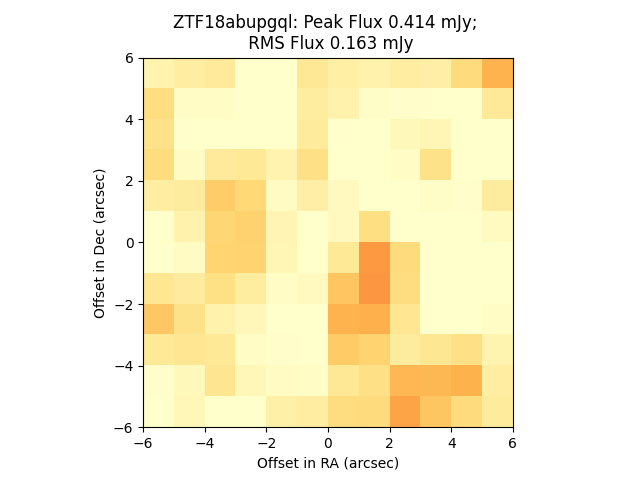 ZTF18abupgql: Peak Flux 0.414 mJy;
RMS Flux 0.163 mJy
6
4
2
0
−2
−4
−6
Offset in Dec (arcsec)
−6 −4 −2 0 2 4 6
Offset in RA (arcsec)